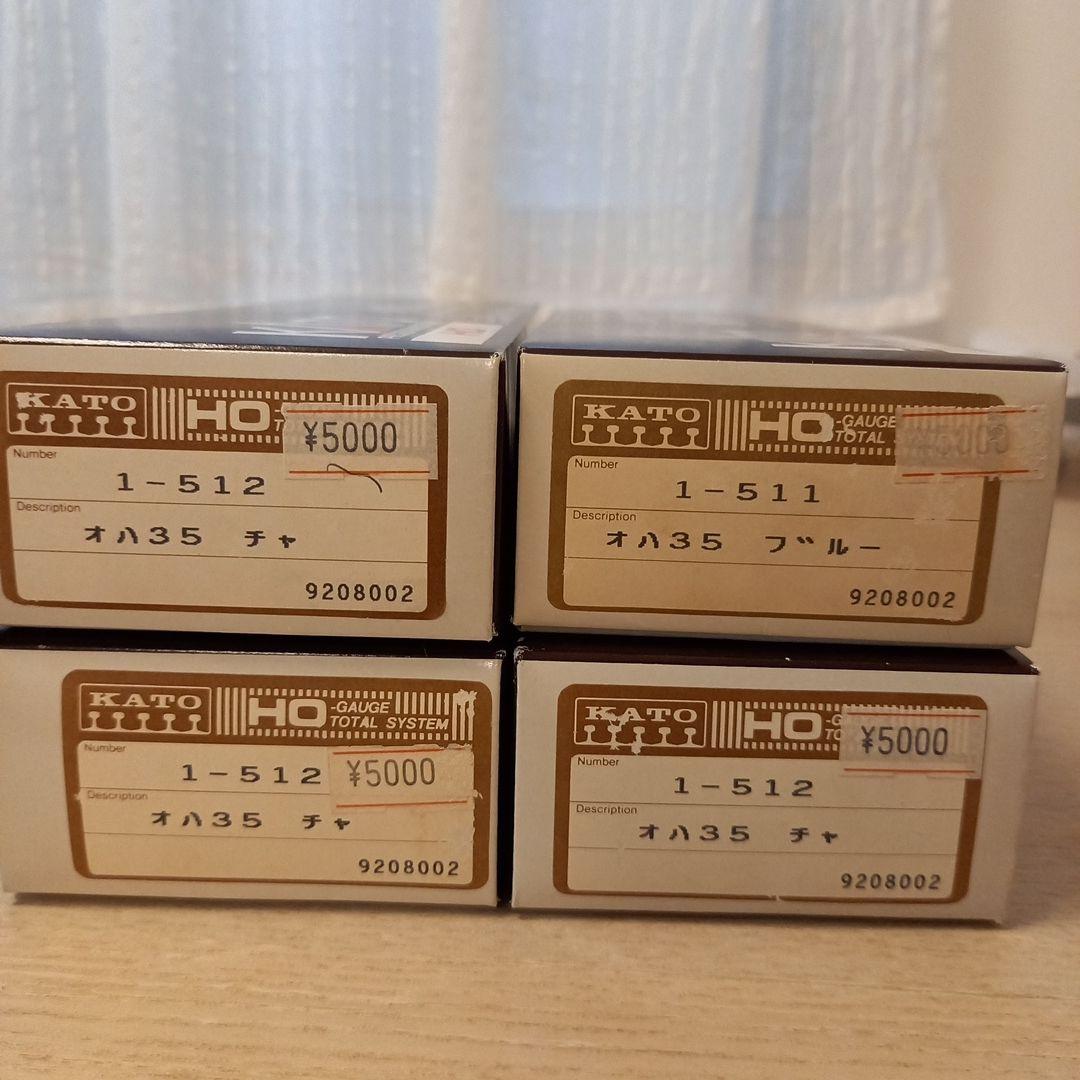 KATO HO
¥5000
Number
1-512
Description
オハ35 チャ
9208002
KATO HO -GAUGE
TOTAL
Number
1-511
Description
オハ35 ブルー
9208002
KATO HO -GAUGE
TOTAL SYSTEM
Number
1-512
¥5000
Description
オハ35 チャ
9208002
KATO HO
¥5000
Number
1-512
Description
オハ35 チャ
9208002